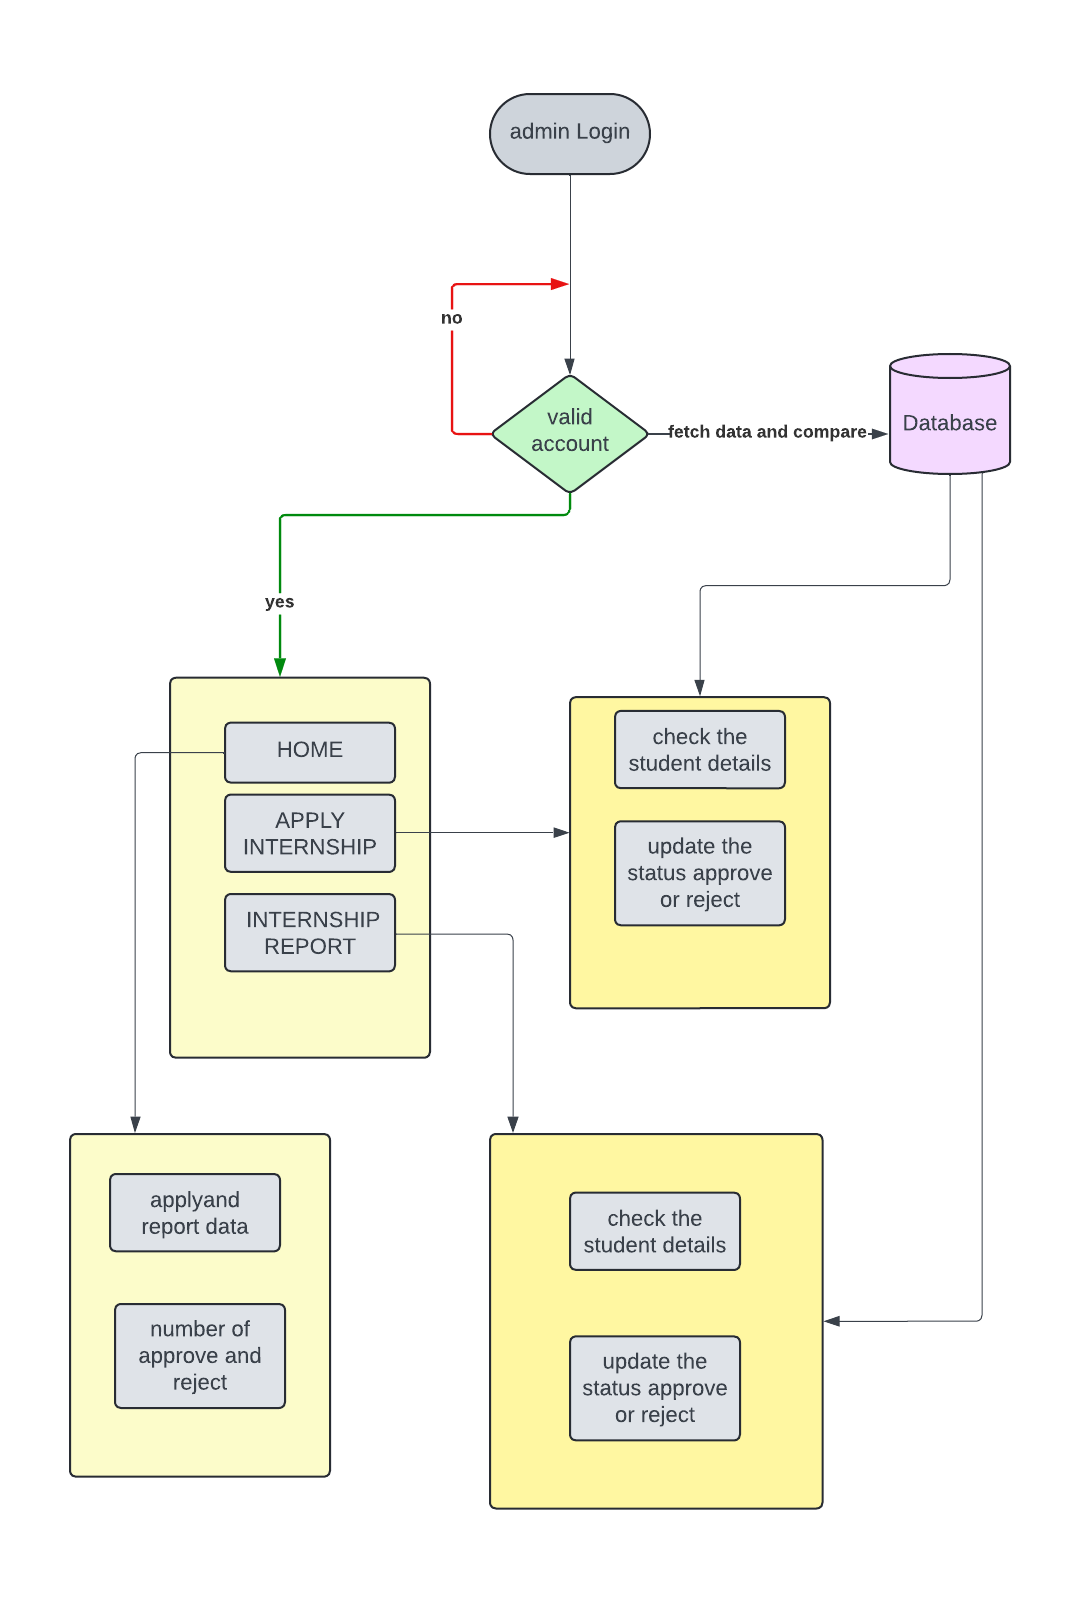 admin Login
no
valid
account
fetch data and compare
Database
yes
HOME
APPLY
INTERNSHIP
INTERNSHIP
REPORT
check the
student details
update the
status approve
or reject
applyand
report data
number of
approve and
reject
check the
student details
update the
status approve
or reject